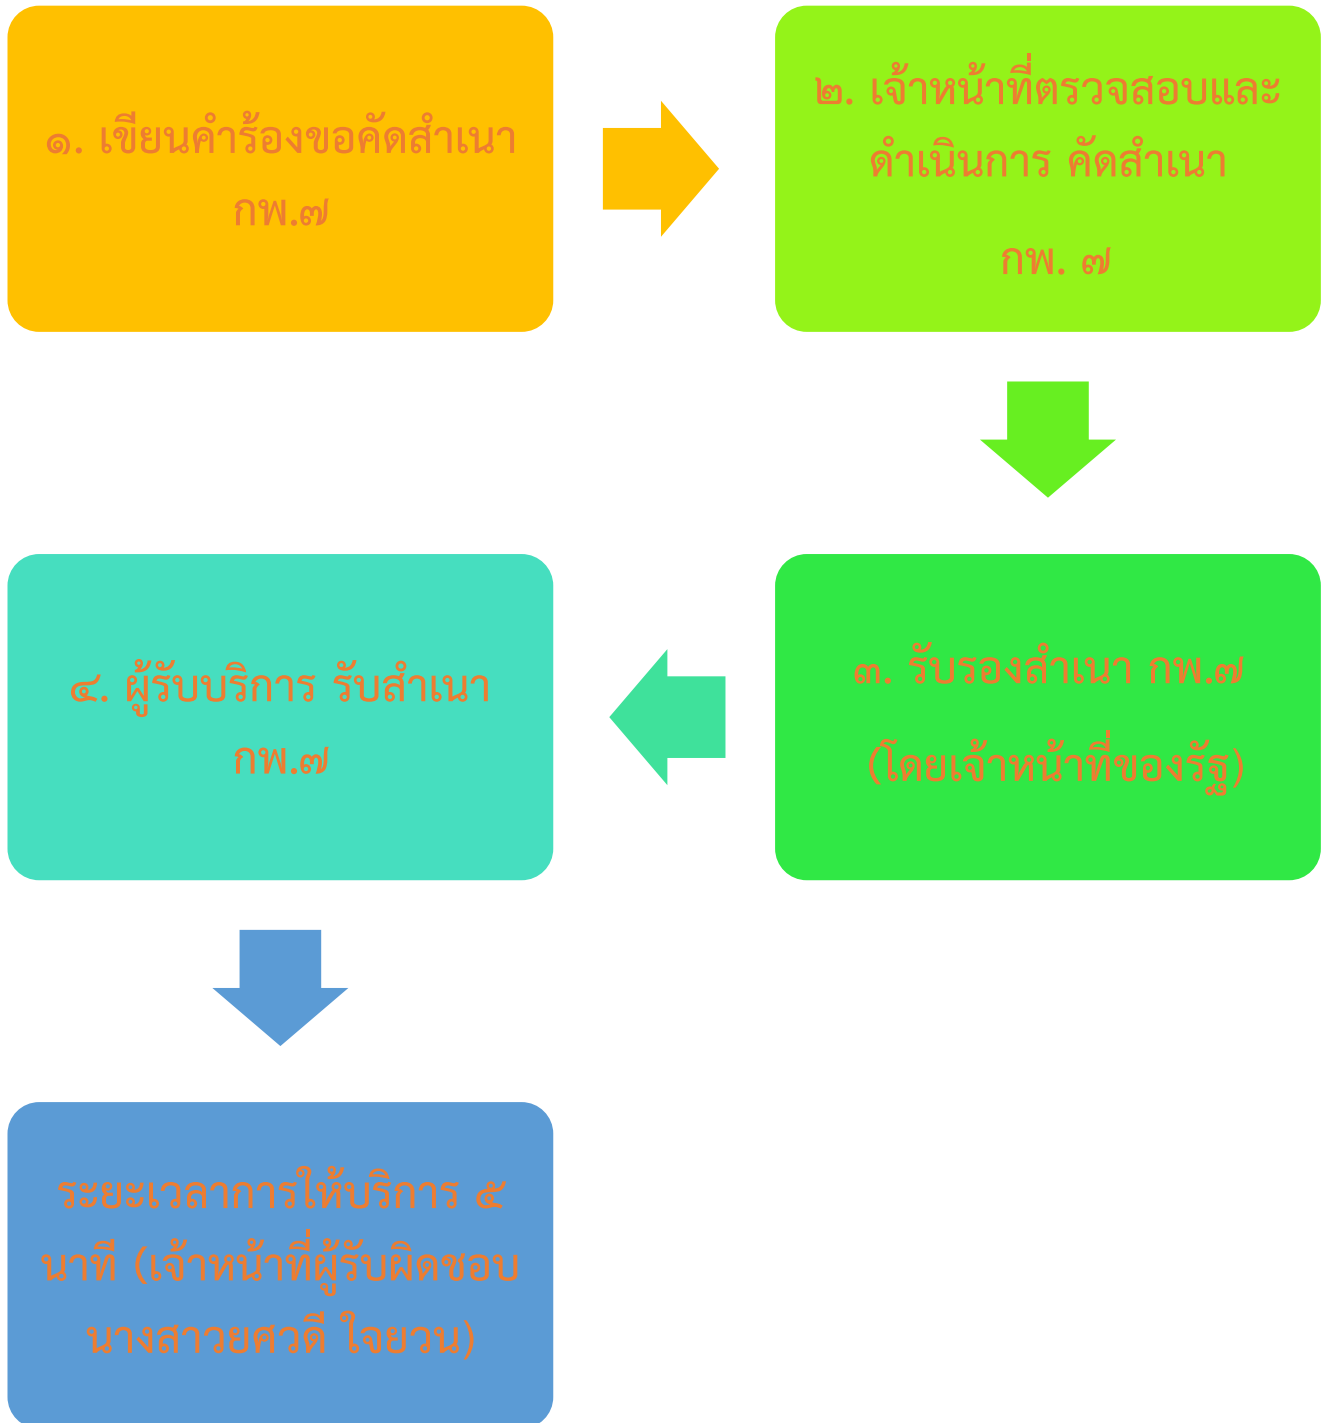 ๑. เขียนคำร้องขอคัดสำเนา
กพ.๗
๒. เจ้าหน้าที่ตรวจสอบและ
ดำเนินการ คัดสำเนา
กพ. ๗
๓. รับรองสำเนา กพ.๗
(โดยเจ้าหน้าที่ของรัฐ)
๔. ผู้รับบริการ รับสำเนา
กพ.๗
ระยะเวลาการให้บริการ ๕
นาที (เจ้าหน้าที่ผู้รับผิดชอบ
นางสาวยศวดี ใจยวน)